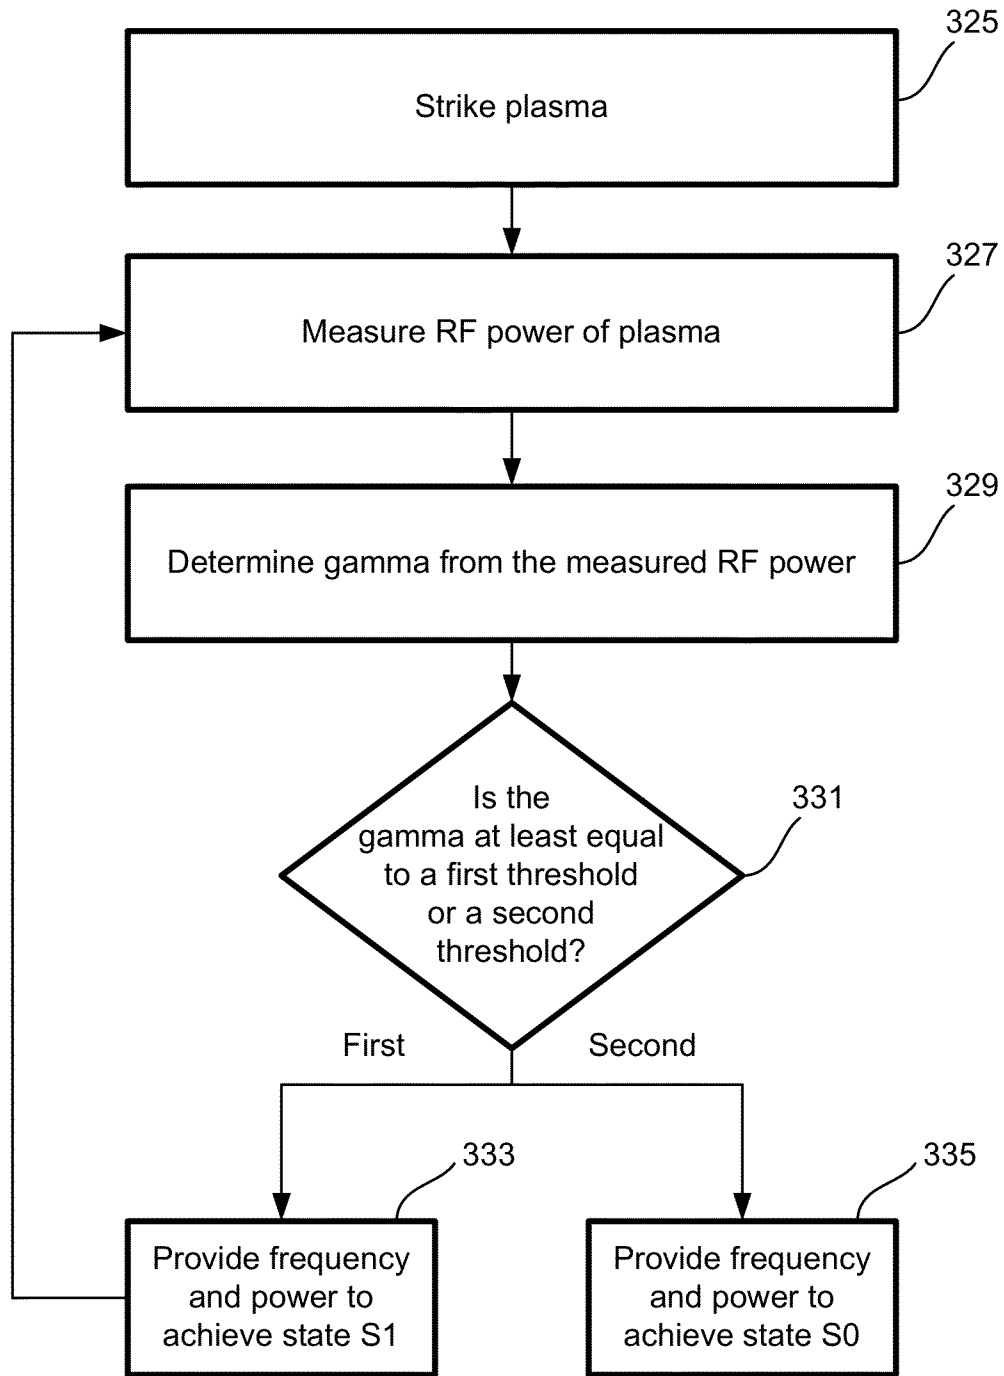 325
Strike plasma
327
Measure RF power of plasma
329
Determine gamma from the measured RF power
331
Is the
gamma at least equal
to a first threshold
or a second
threshold?
First
Second
333
335
Provide frequency
and power to
achieve state S1
Provide frequency
and power to
achieve state S0